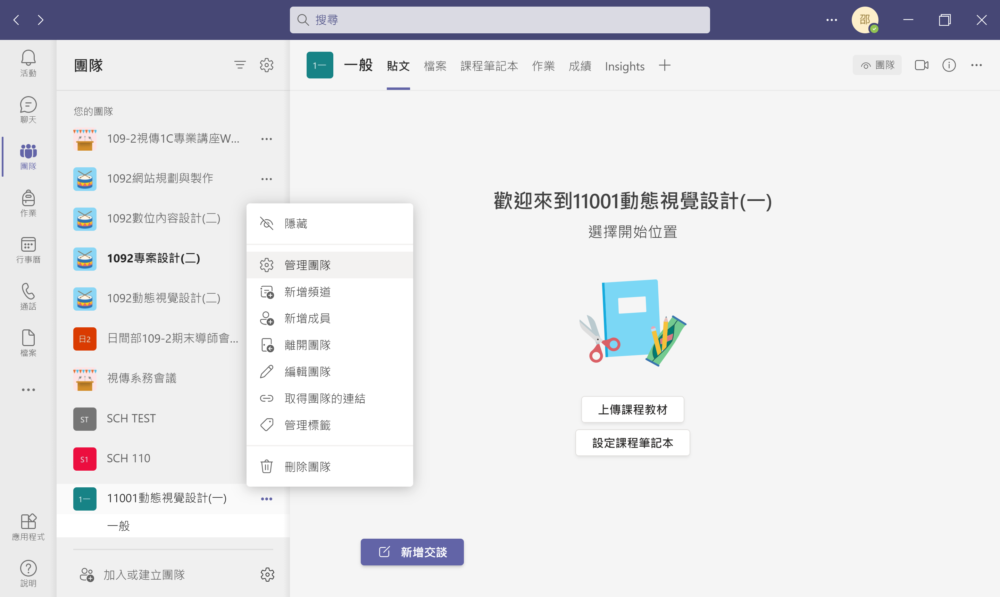 搜尋
邵
活動
聊天
團隊
作業
行事曆
通話
檔案
應用程式
說明
團隊
您的團隊
109-2視傳1C專業講座W...
1092網站規劃與製作
1092數位內容設計(二)
1092專案設計(二)
1092動態視覺設計(二)
日2
日間部109-2期末導師會...
視傳系務會議
ST
SCH TEST
S1
SCH 110
1一
11001動態視覺設計(一)
一般
加入或建立團隊
隱藏
管理團隊
新增頻道
新增成員
離開團隊
編輯團隊
取得團隊的連結
管理標籤
刪除團隊
1一
一般
貼文
檔案
課程筆記本
作業
成績
Insights
團隊
歡迎來到11001動態視覺設計(一)
選擇開始位置
上傳課程教材
設定課程筆記本
新增交談